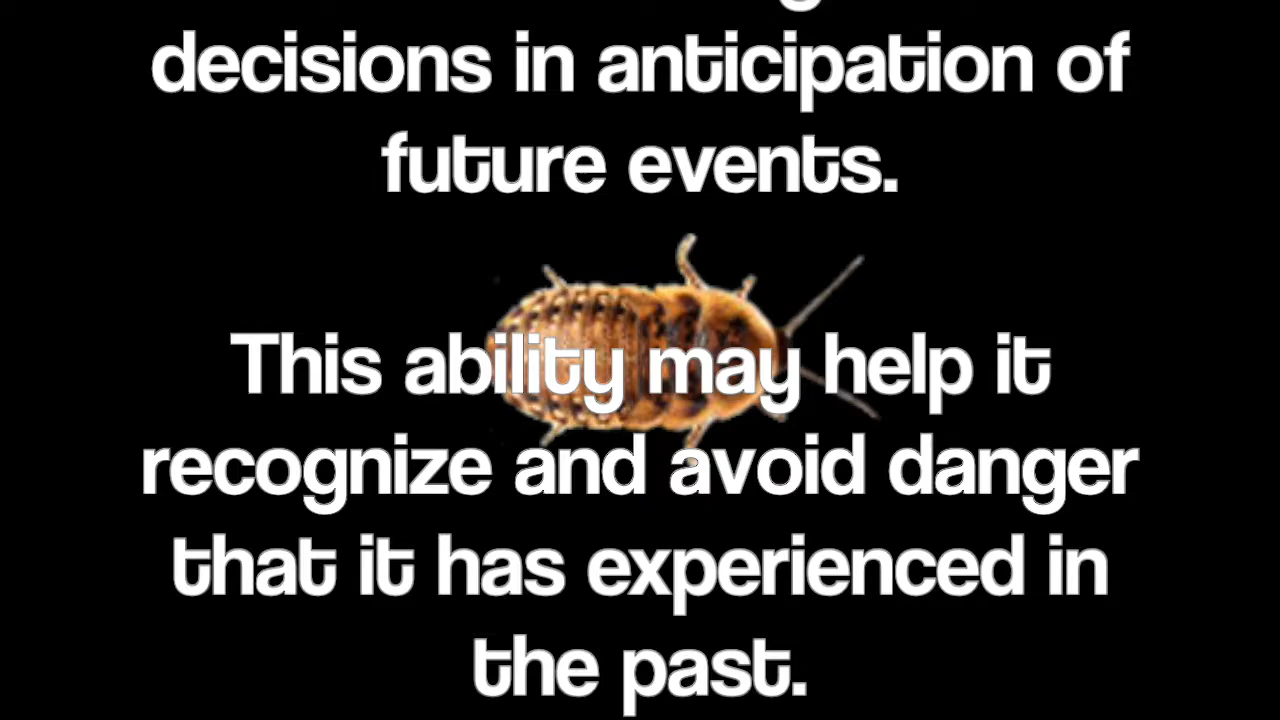 decisions in anticipation of
future events.
This ability may help it
recognize and avoid danger
that it has experienced in
the past.